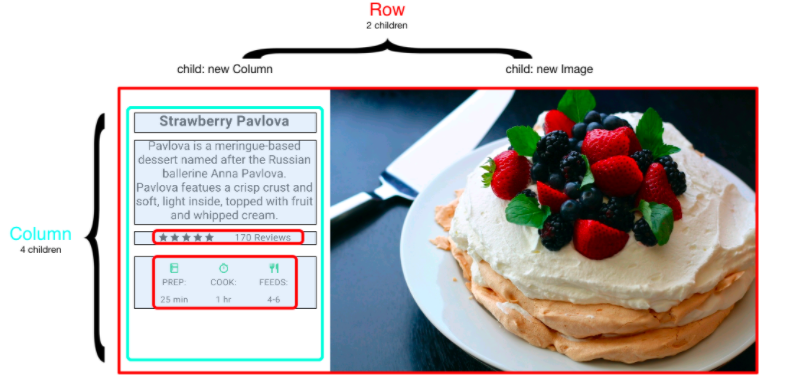 Row
2 children
child: new Column
child: new Image
Column
4 children
Strawberry Pavlova
Pavlova is a meringue-based
dessert named after the Russian
ballerine Anna Pavlova.
Pavlova featues a crisp crust and
soft, light inside, topped with fruit
and whipped cream.
170 Reviews
PREP: COOK: FEEDS:
25 min 1 hr 4-6